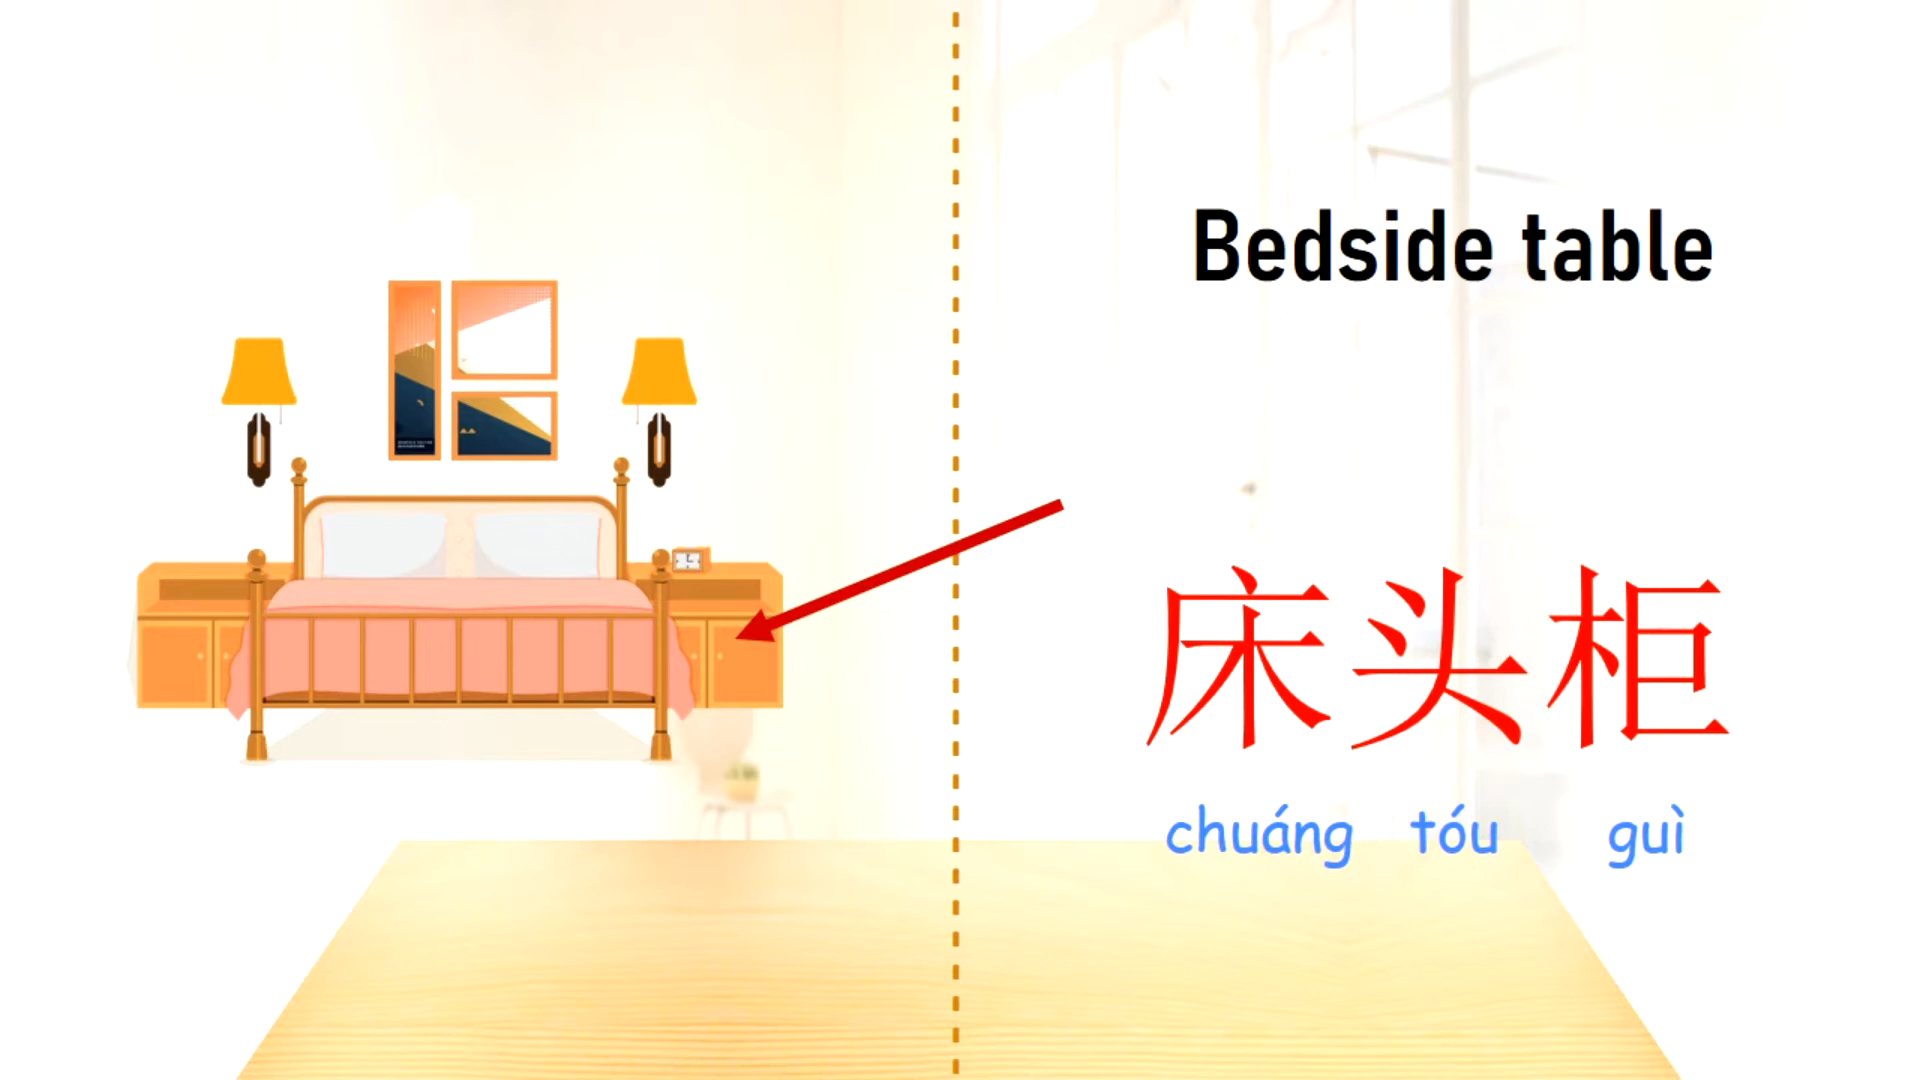 Bedside table
床头柜
chuáng tóu guì